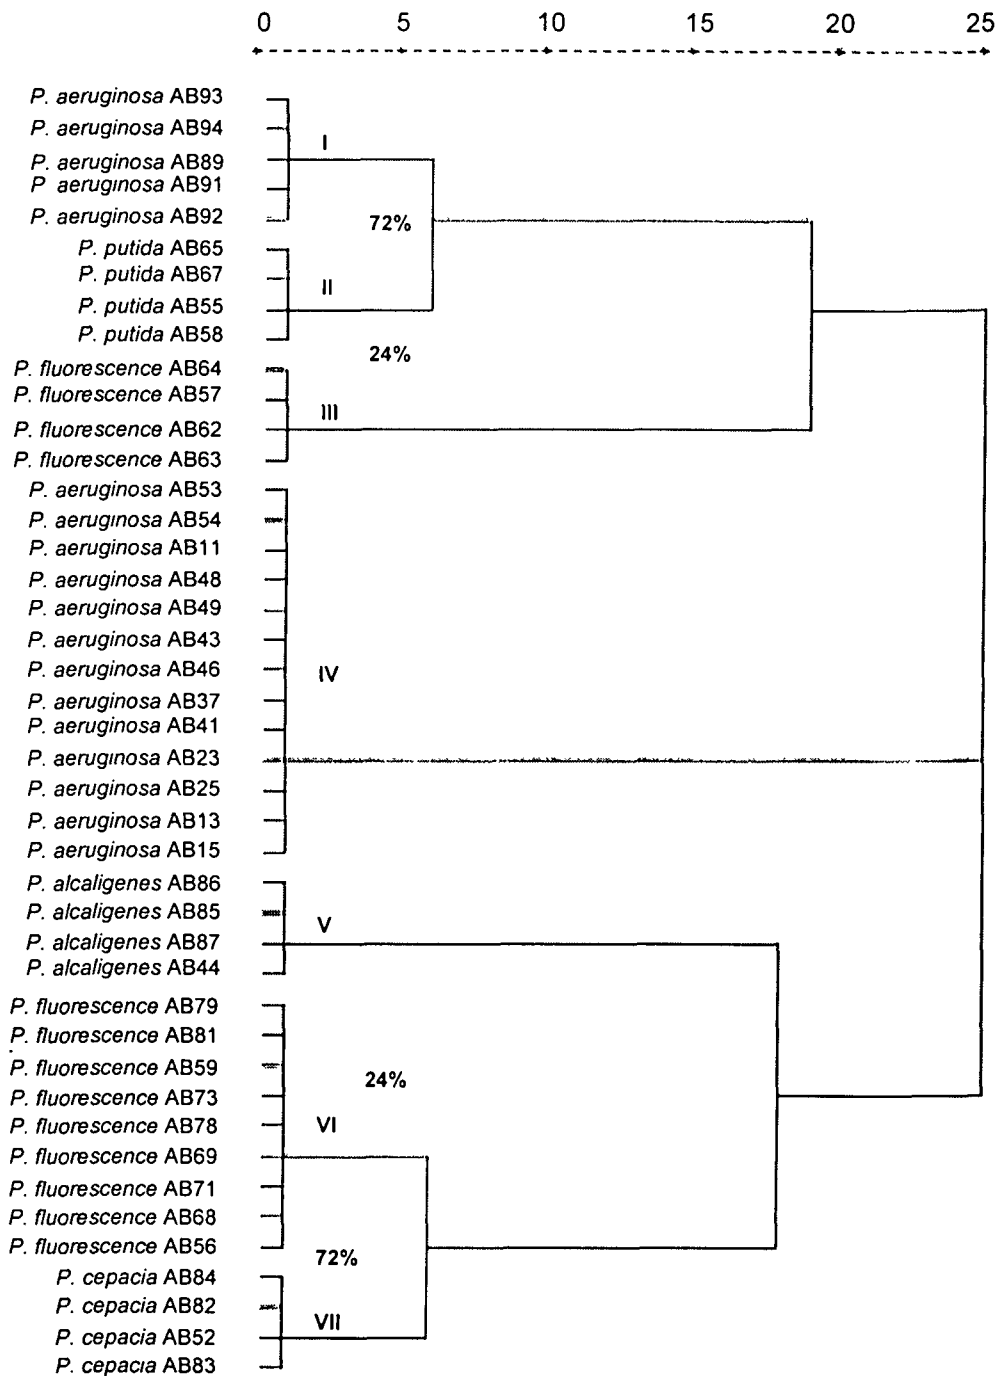 0 5 10 15 20 25
P. aeruginosa AB93
P. aeruginosa AB94
I
P. aeruginosa AB89
P aeruginosa AB91
P. aeruginosa AB92
72%
P. putida AB65
P. putida AB67
II
P. putida AB55
P. putida AB58
24%
P. fluorescence AB64
P. fluorescence AB57
III
P. fluorescence AB62
P. fluorescence AB63
P. aeruginosa AB53
P. aeruginosa AB54
P. aeruginosa AB11
P. aeruginosa AB48
P. aeruginosa AB49
P. aeruginosa AB43
P. aeruginosa AB46
IV
P. aeruginosa AB37
P. aeruginosa AB41
P. aeruginosa AB23
P. aeruginosa AB25
P. aeruginosa AB13
P. aeruginosa AB15
P. alcaligenes AB86
P. alcaligenes AB85
V
P. alcaligenes AB87
P. alcaligenes AB44
P. fluorescence AB79
P. fluorescence AB81
P. fluorescence AB59
24%
P. fluorescence AB73
P. fluorescence AB78
VI
P. fluorescence AB69
P. fluorescence AB71
P. fluorescence AB68
P. fluorescence AB56
72%
P. cepacia AB84
P. cepacia AB82
VII
P. cepacia AB52
P. cepacia AB83